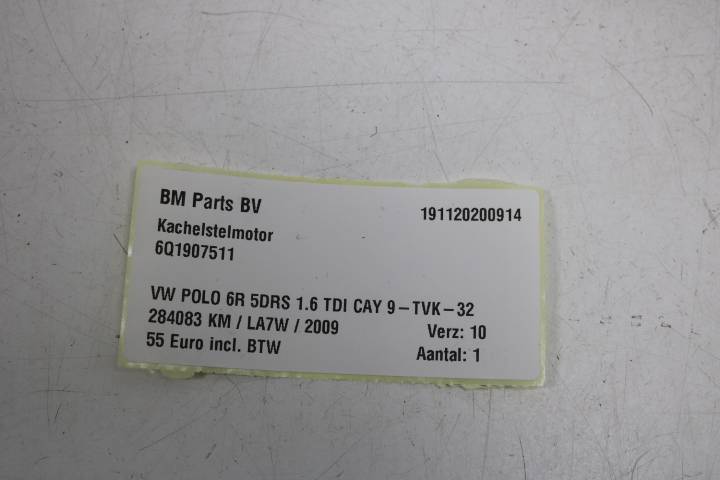 BM Parts BV 191120200914
Kachelstelmotor
6Q1907511
VW POLO 6R 5DRS 1.6 TDI CAY 9-TVK-32
284083 KM / LA7W / 2009 Verz: 10
55 Euro incl. BTW Aantal: 1